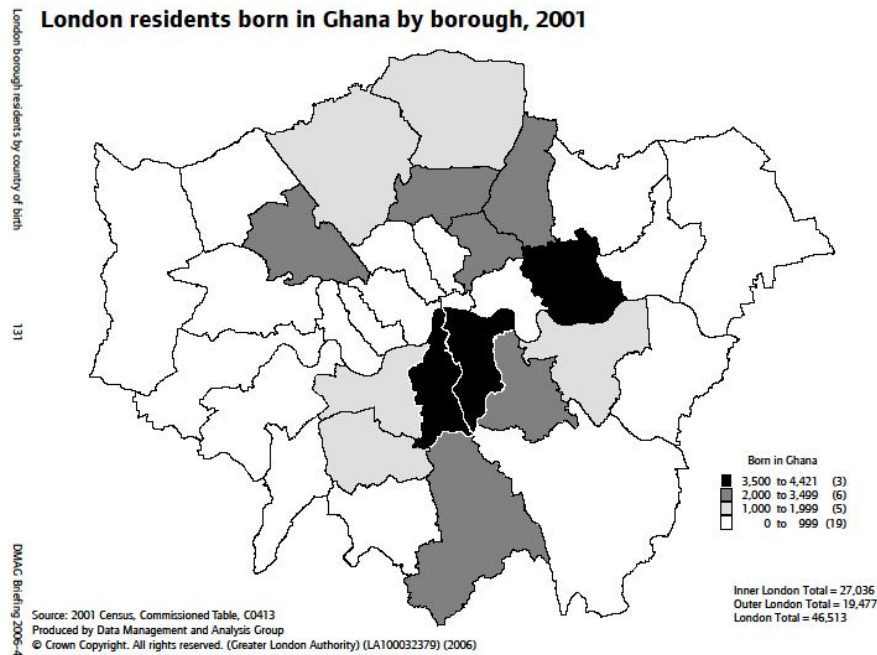 London residents born in Ghana by borough, 2001
London borough residents by country of birth
131
DMAG Briefing 2006-4
Born in Ghana
3,500 to 4,421 (3)
2,000 to 3,499 (6)
1,000 to 1,999 (5)
0 to 999 (19)
Inner London Total = 27,036
Outer London Total = 19,477
London Total = 46,513
Source: 2001 Census, Commissioned Table, C0413
Produced by Data Management and Analysis Group
© Crown Copyright. All rights reserved. (Greater London Authority) (LA100032379) (2006)